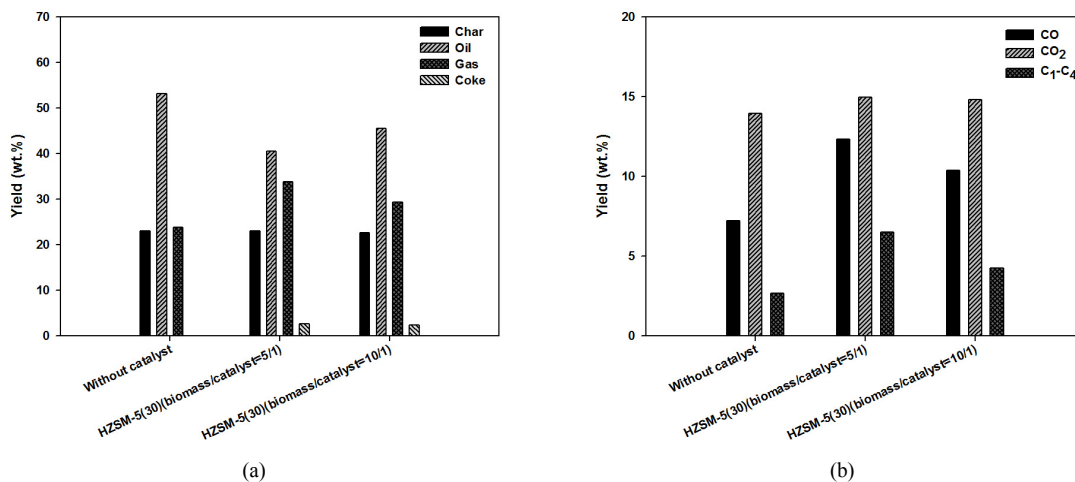 70
60
50
40
30
20
10
0
Yield (wt.%)
Char
Oil
Gas
Coke
Without catalyst
HZSM-5(30)(biomass/catalyst=5/1)
HZSM-5(30)(biomass/catalyst=10/1)
(a)
20
15
10
5
0
Yield (wt.%)
CO
CO2
C1-C4
Without catalyst
HZSM-5(30)(biomass/catalyst=5/1)
HZSM-5(30)(biomass/catalyst=10/1)
(b)